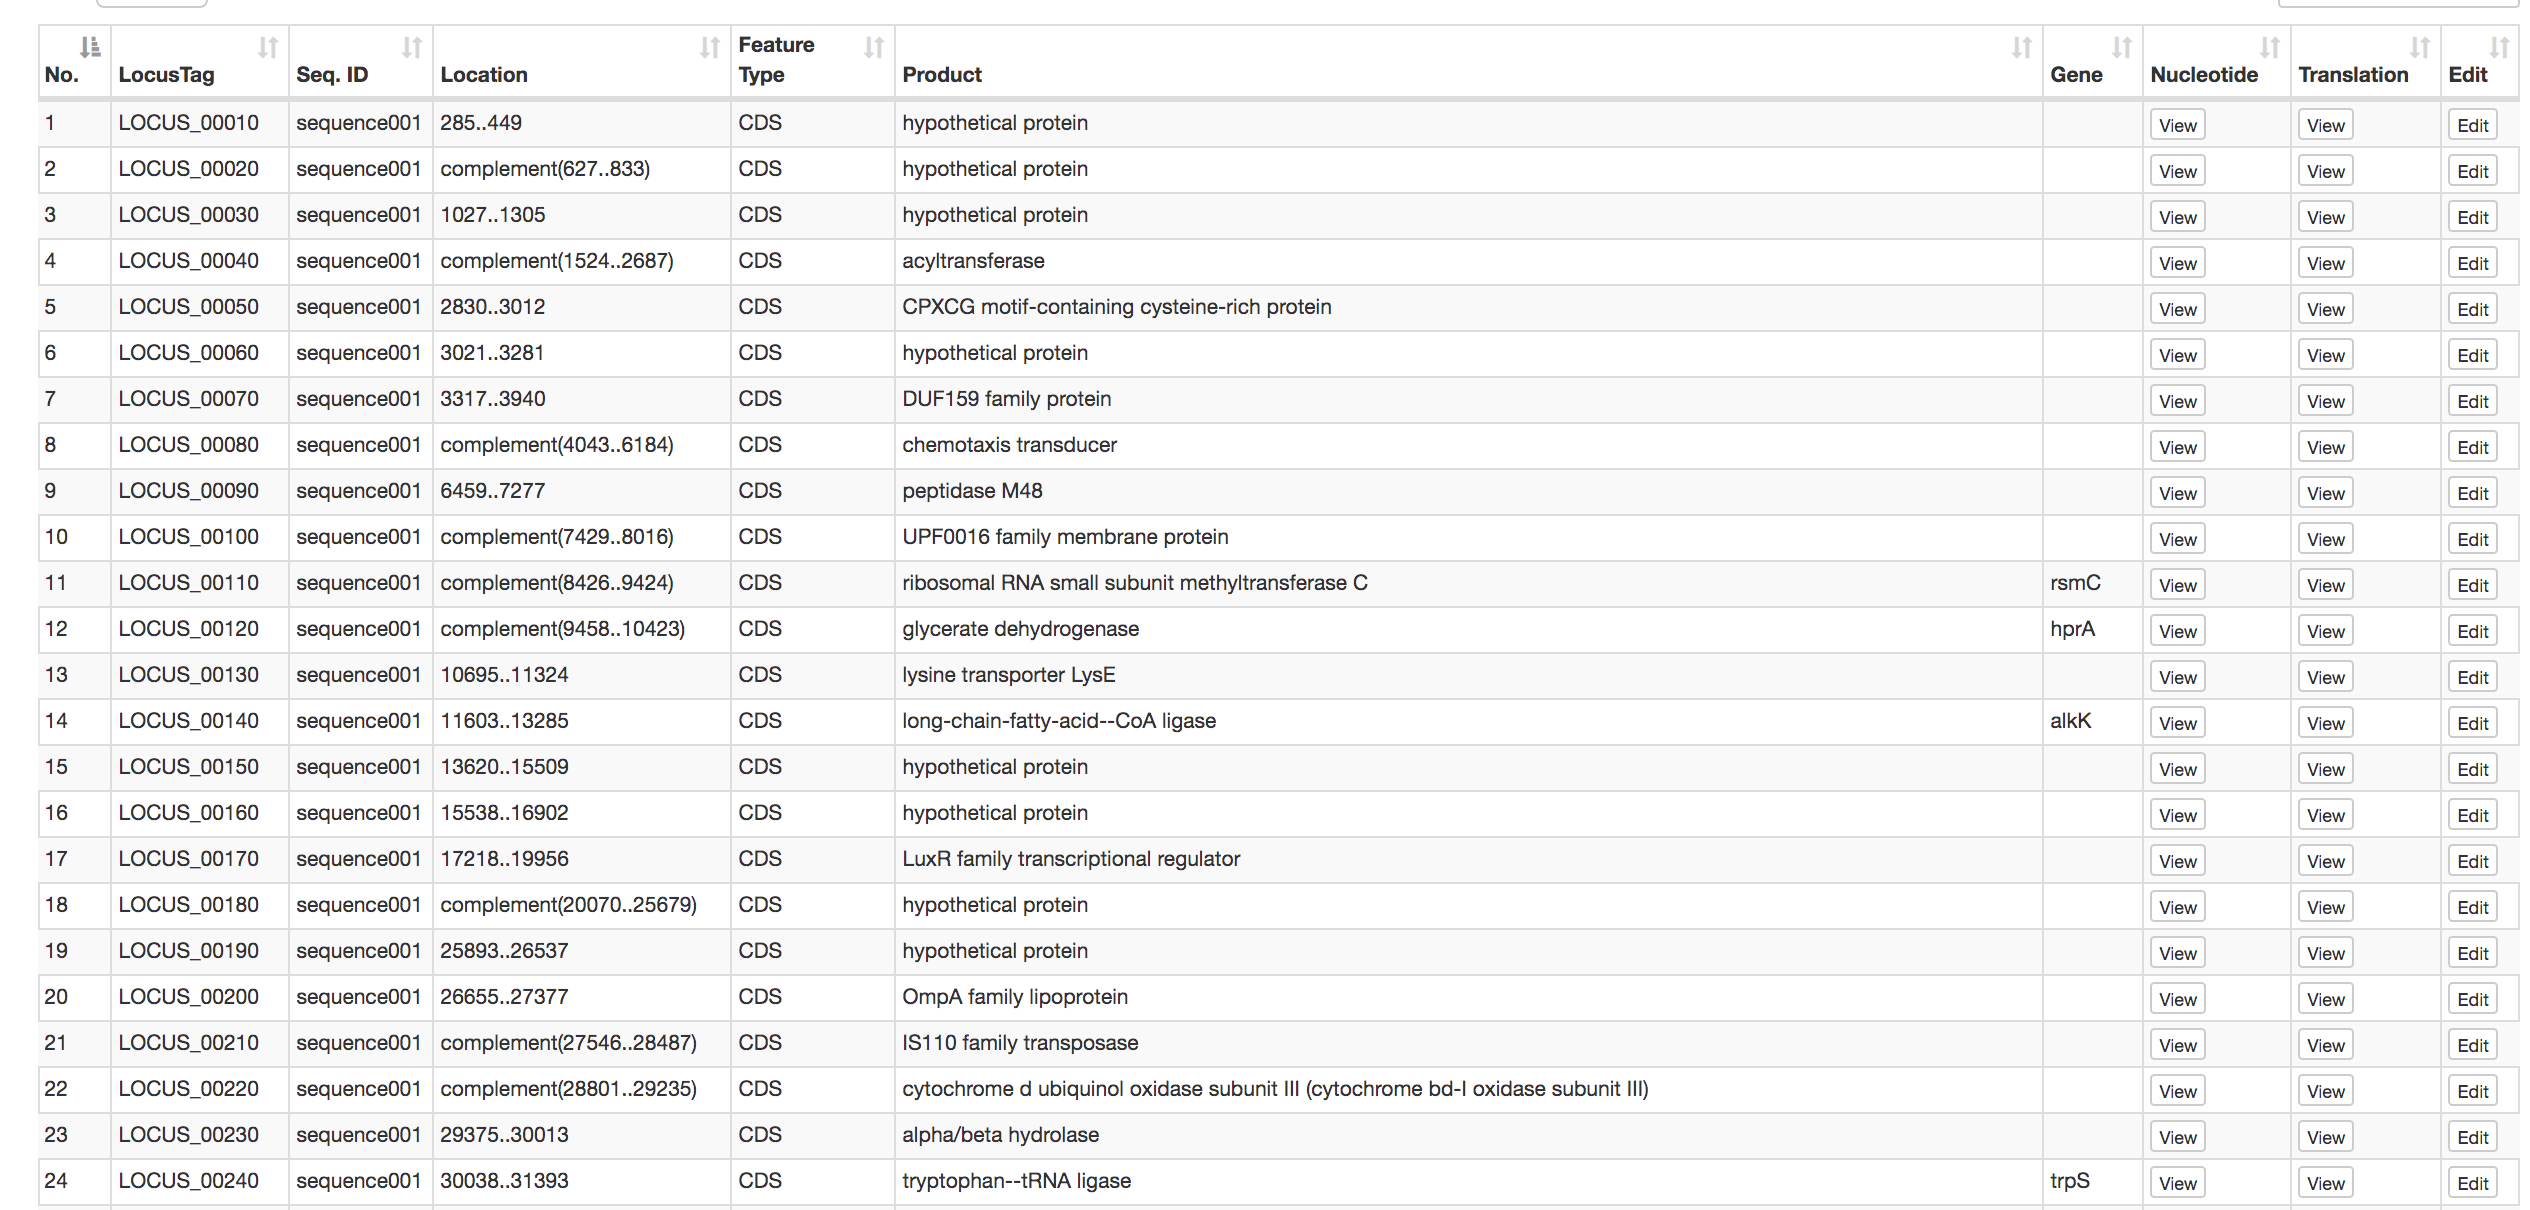 No. LocusTag Seq. ID Location Feature Type Product Gene Nucleotide Translation Edit
1 LOCUS_00010 sequence001 285..449 CDS hypothetical protein View View Edit
2 LOCUS_00020 sequence001 complement(627..833) CDS hypothetical protein View View Edit
3 LOCUS_00030 sequence001 1027..1305 CDS hypothetical protein View View Edit
4 LOCUS_00040 sequence001 complement(1524..2687) CDS acyltransferase View View Edit
5 LOCUS_00050 sequence001 2830..3012 CDS CPXCG motif-containing cysteine-rich protein View View Edit
6 LOCUS_00060 sequence001 3021..3281 CDS hypothetical protein View View Edit
7 LOCUS_00070 sequence001 3317..3940 CDS DUF159 family protein View View Edit
8 LOCUS_00080 sequence001 complement(4043..6184) CDS chemotaxis transducer View View Edit
9 LOCUS_00090 sequence001 6459..7277 CDS peptidase M48 View View Edit
10 LOCUS_00100 sequence001 complement(7429..8016) CDS UPF0016 family membrane protein View View Edit
11 LOCUS_00110 sequence001 complement(8426..9424) CDS ribosomal RNA small subunit methyltransferase C rsmC View View Edit
12 LOCUS_00120 sequence001 complement(9458..10423) CDS glycerate dehydrogenase hprA View View Edit
13 LOCUS_00130 sequence001 10695..11324 CDS lysine transporter LysE View View Edit
14 LOCUS_00140 sequence001 11603..13285 CDS long-chain-fatty-acid--CoA ligase alkK View View Edit
15 LOCUS_00150 sequence001 13620..15509 CDS hypothetical protein View View Edit
16 LOCUS_00160 sequence001 15538..16902 CDS hypothetical protein View View Edit
17 LOCUS_00170 sequence001 17218..19956 CDS LuxR family transcriptional regulator View View Edit
18 LOCUS_00180 sequence001 complement(20070..25679) CDS hypothetical protein View View Edit
19 LOCUS_00190 sequence001 25893..26537 CDS hypothetical protein View View Edit
20 LOCUS_00200 sequence001 26655..27377 CDS OmpA family lipoprotein View View Edit
21 LOCUS_00210 sequence001 complement(27546..28487) CDS IS110 family transposase View View Edit
22 LOCUS_00220 sequence001 complement(28801..29235) CDS cytochrome d ubiquinol oxidase subunit III (cytochrome bd-I oxidase subunit III) View View Edit
23 LOCUS_00230 sequence001 29375..30013 CDS alpha/beta hydrolase View View Edit
24 LOCUS_00240 sequence001 30038..31393 CDS tryptophan--tRNA ligase trpS View View Edit